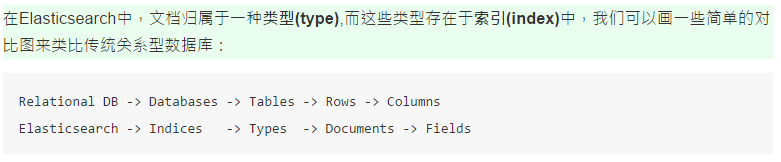 在Elasticsearch中，文档归属于一种类型(type),而这些类型存在于索引(index)中，我们可以画一些简单的对
比图来类比传统关系型数据库：
Relational DB -> Databases -> Tables -> Rows -> Columns
Elasticsearch -> Indices   -> Types  -> Documents -> Fields